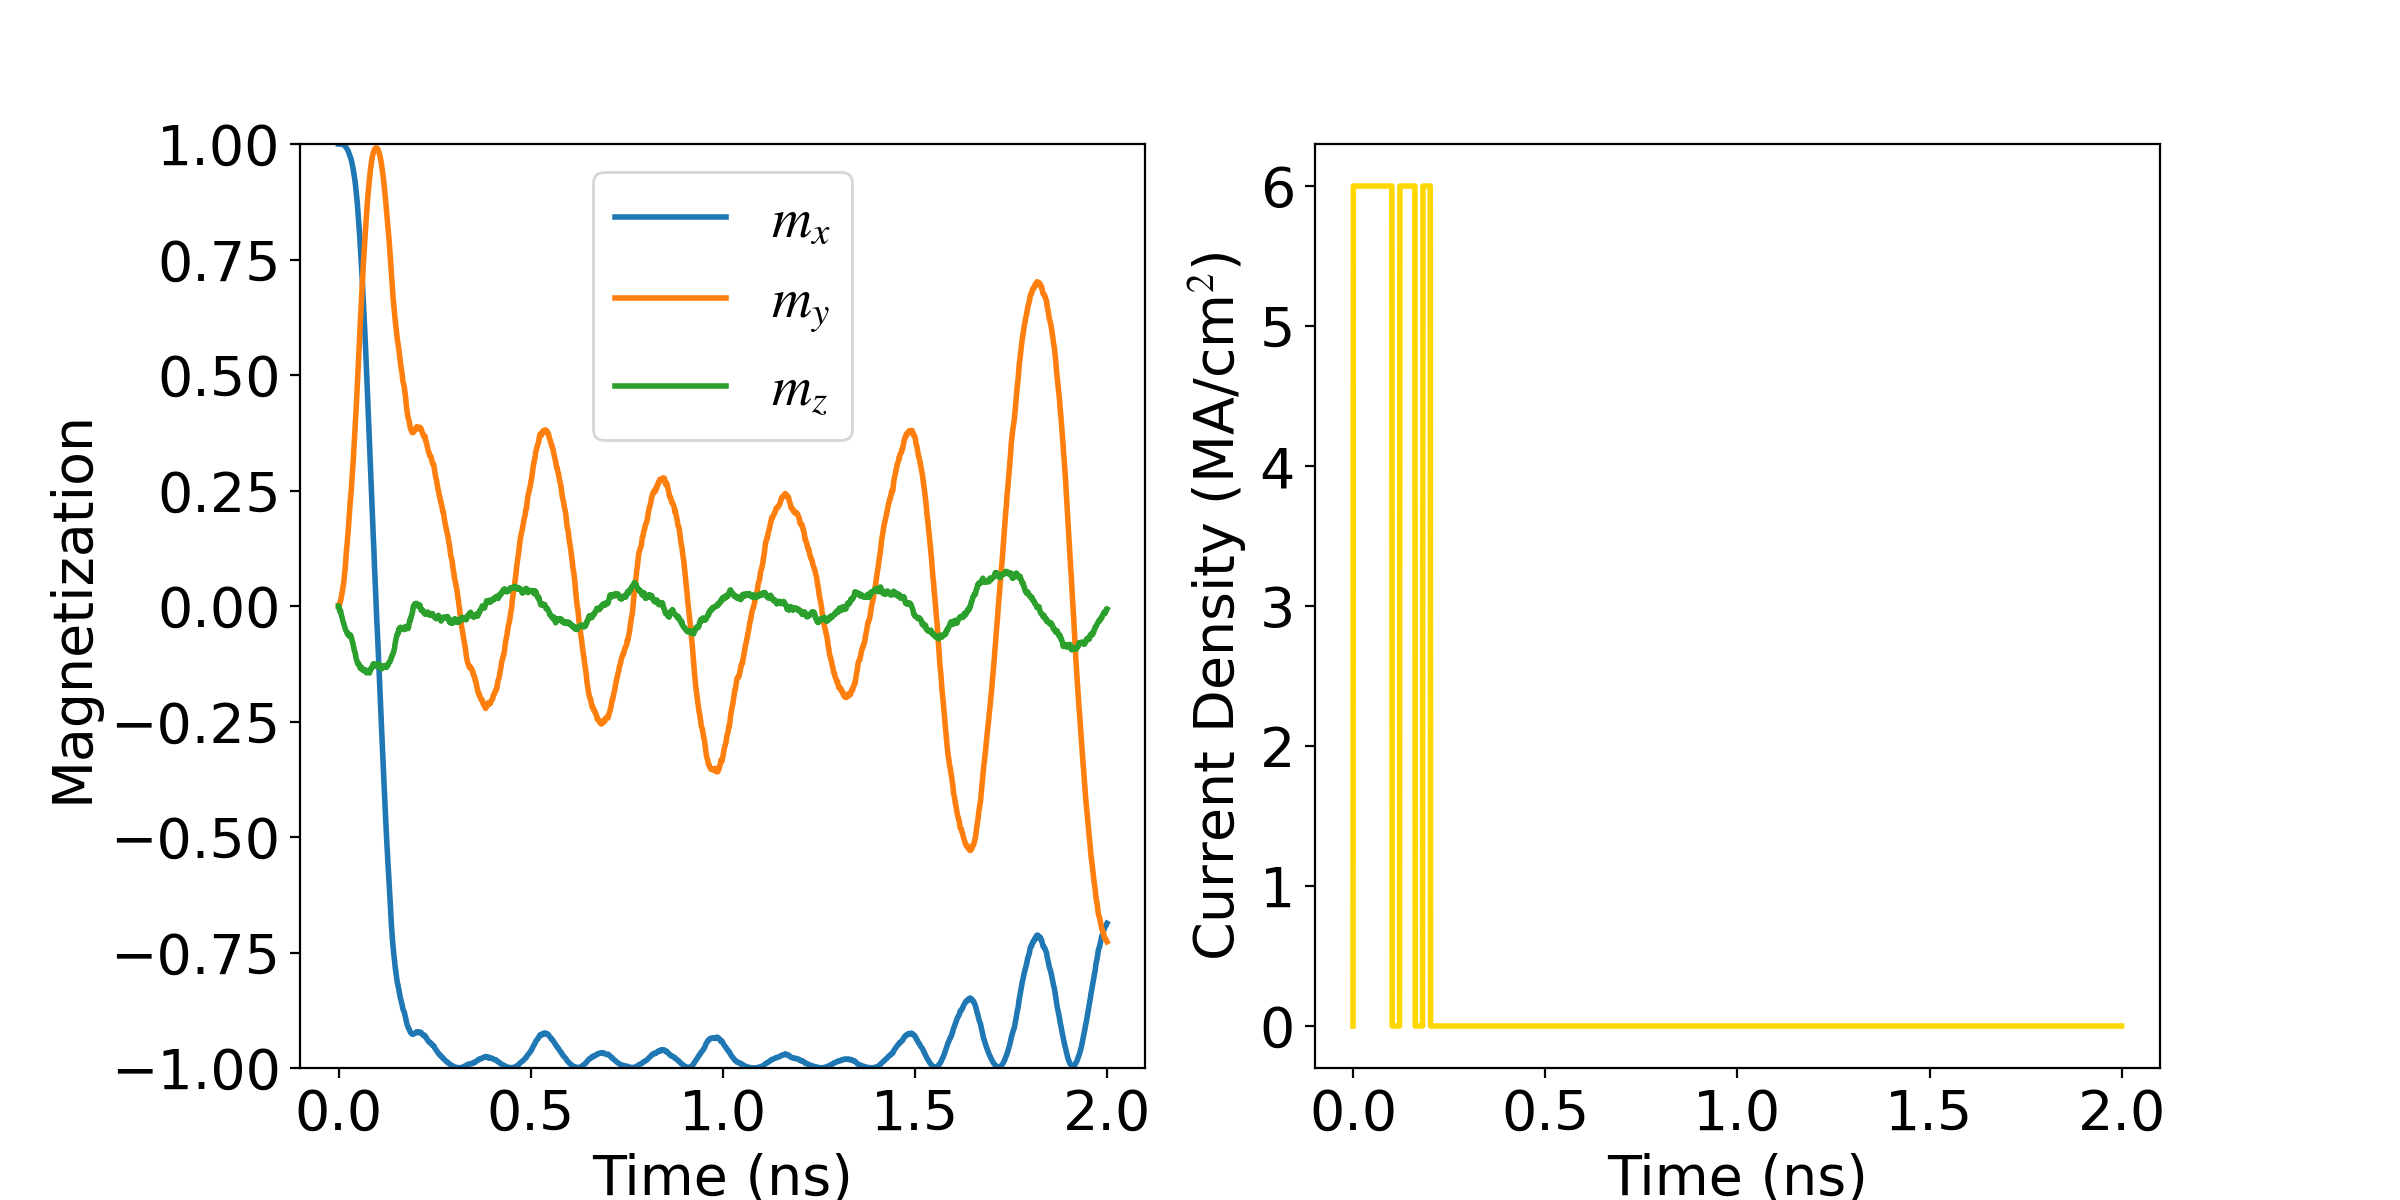 1.00
0.75
0.50
0.25
0.00
−0.25
−0.50
−0.75
−1.00
Magnetization
0.0 0.5 1.0 1.5 2.0
Time (ns)
m_x
m_y
m_z
6
5
4
3
2
1
0
Current Density (MA/cm²)
0.0 0.5 1.0 1.5 2.0
Time (ns)